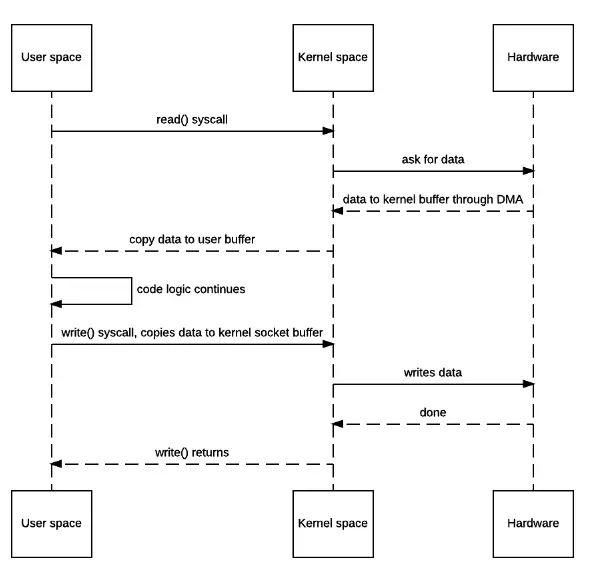 User space
Kernel space
Hardware
read() syscall
ask for data
data to kernel buffer through DMA
copy data to user buffer
code logic continues
write() syscall, copies data to kernel socket buffer
writes data
done
write() returns
User space
Kernel space
Hardware